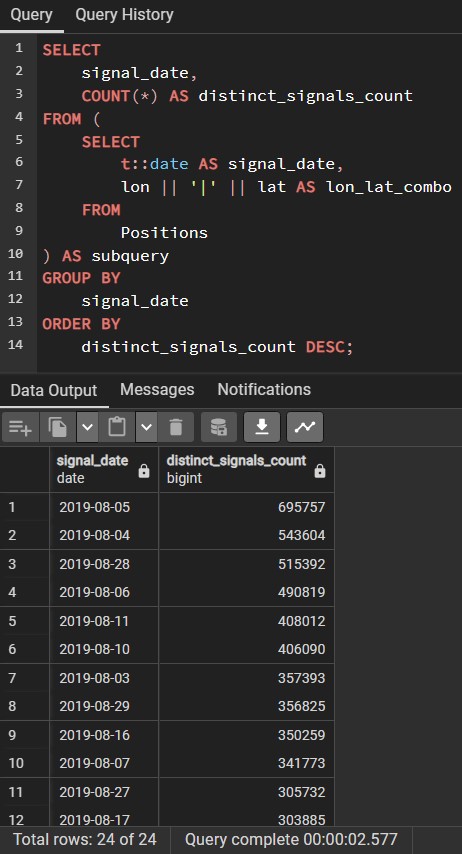 Query Query History
1 SELECT
2 signal_date,
3 COUNT(*) AS distinct_signals_count
4 FROM (
5 SELECT
6 t::date AS signal_date,
7 lon || '|' || lat AS lon_lat_combo
8 FROM
9 Positions
10 ) AS subquery
11 GROUP BY
12 signal_date
13 ORDER BY
14 distinct_signals_count DESC;
Data Output Messages Notifications
signal_date distinct_signals_count
date bigint
1 2019-08-05 695757
2 2019-08-04 543604
3 2019-08-28 515392
4 2019-08-06 490819
5 2019-08-11 408012
6 2019-08-10 406090
7 2019-08-03 357393
8 2019-08-29 356825
9 2019-08-16 350259
10 2019-08-07 341773
11 2019-08-27 305732
12 2019-08-17 303885
Total rows: 24 of 24 Query complete 00:00:02.577